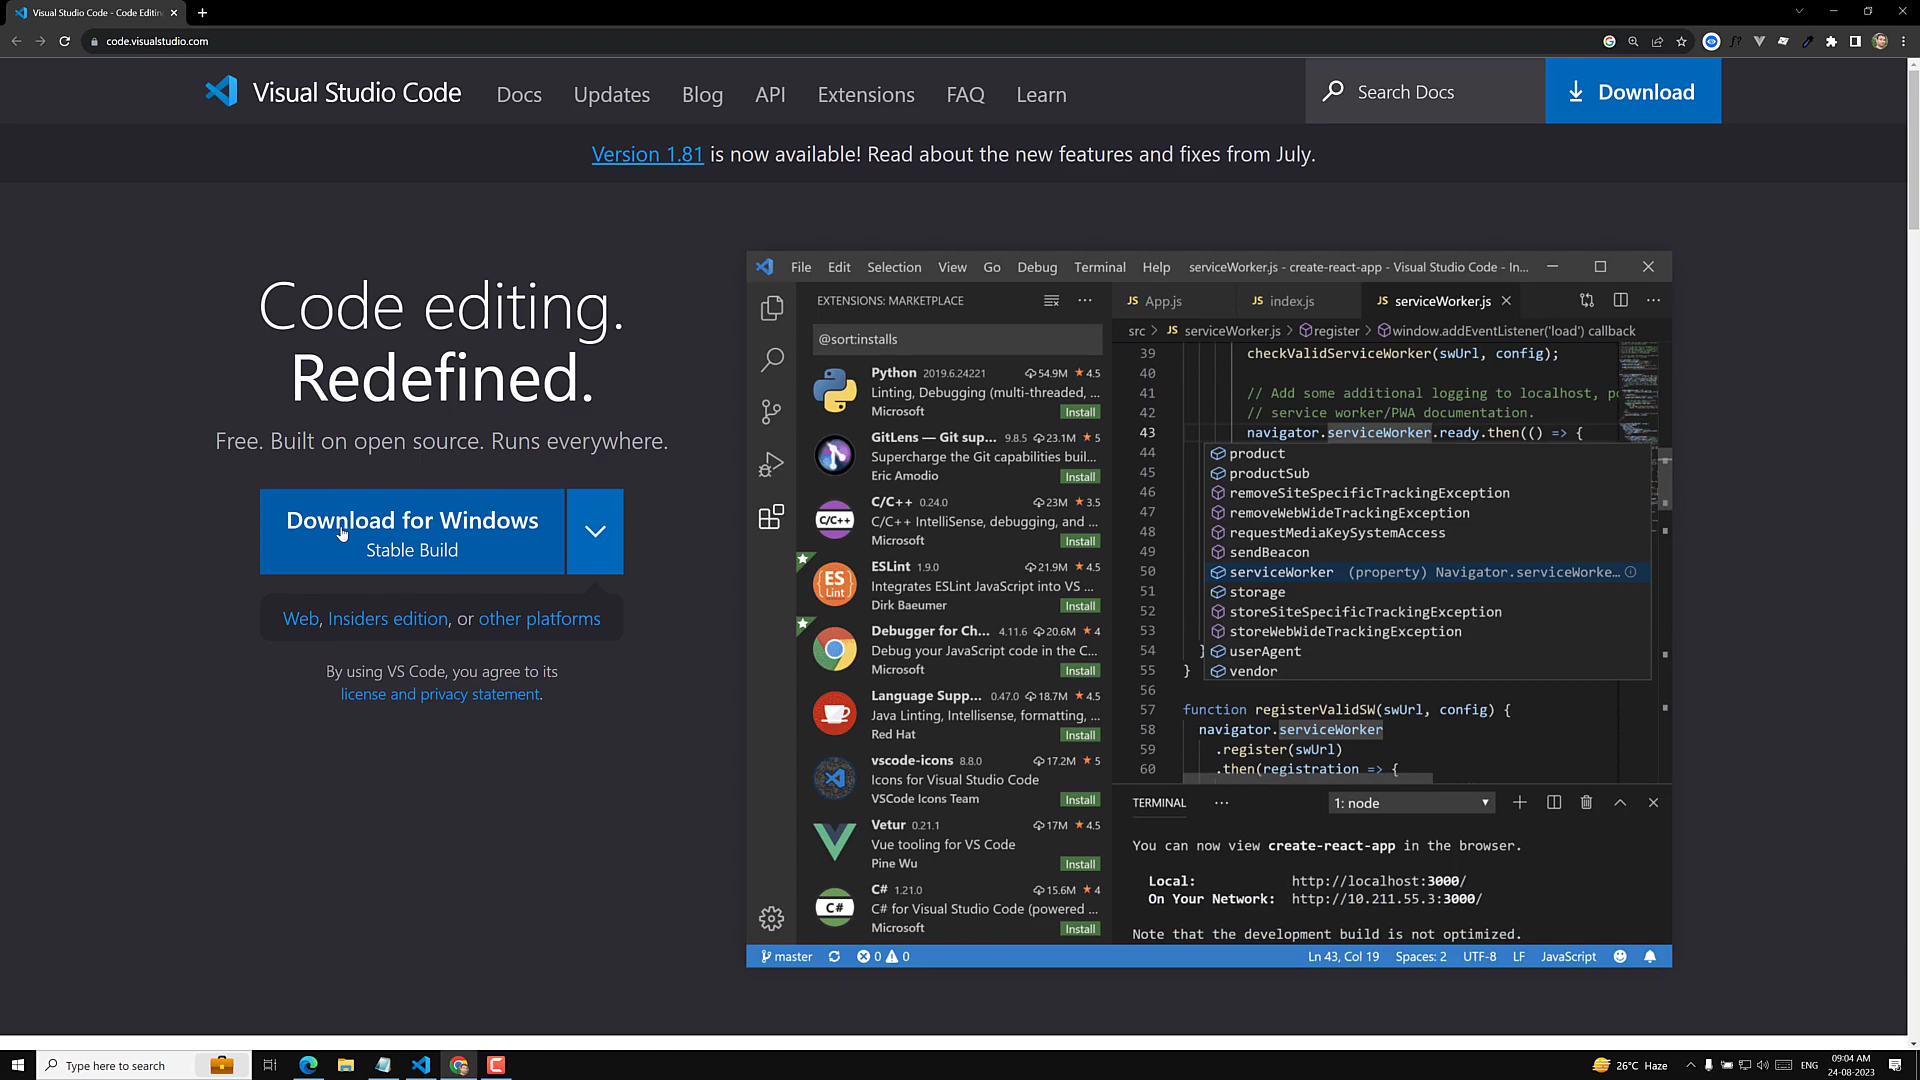 Visual Studio Code - Code Editin
code.visualstudio.com
Visual Studio Code
Docs
Updates
Blog
API
Extensions
FAQ
Learn
Search Docs
Download
Version 1.81 is now available! Read about the new features and fixes from July.
Code editing.
Redefined.
Free. Built on open source. Runs everywhere.
Download for Windows
Stable Build
Web, Insiders edition, or other platforms
By using VS Code, you agree to its
license and privacy statement.
File Edit Selection View Go Debug Terminal Help serviceWorker.js - create-react-app - Visual Studio Code - In...
EXTENSIONS: MARKETPLACE
@sort:installs
Python 2019.6.24221 54.9M ★ 4.5
Linting, Debugging (multi-threaded, ...
Microsoft Install
GitLens — Git sup... 9.8.5 23.1M ★ 5
Supercharge the Git capabilities buil...
Eric Amodio Install
C/C++
C/C++ 0.24.0 23M ★ 3.5
C/C++ IntelliSense, debugging, and ...
Microsoft Install
ES
Lint
ESLint 1.9.0 21.9M ★ 4.5
Integrates ESLint JavaScript into VS ...
Dirk Baeumer Install
Debugger for Ch... 4.11.6 20.6M ★ 4
Debug your JavaScript code in the C...
Microsoft Install
Language Supp... 0.47.0 18.7M ★ 4.5
Java Linting, Intellisense, formatting, ...
Red Hat Install
vscode-icons 8.8.0 17.2M ★ 5
Icons for Visual Studio Code
VSCode Icons Team Install
Vetur 0.21.1 17M ★ 4.5
Vue tooling for VS Code
Pine Wu Install
C#
C# 1.21.0 15.6M ★ 4
C# for Visual Studio Code (powered ...
Microsoft Install
JS App.js JS index.js JS serviceWorker.js
src > JS serviceWorker.js > register > window.addEventListener('load') callback
39 checkValidServiceWorker(swUrl, config);
40
41 // Add some additional logging to localhost, po
42 // service worker/PWA documentation.
43 navigator.serviceWorker.ready.then(() => {
44 product
45 productSub
46 removeSiteSpecificTrackingException
47 removeWebWideTrackingException
48 requestMediaKeySystemAccess
49 sendBeacon
50 serviceWorker (property) Navigator.serviceWorke...
51 storage
52 storeSiteSpecificTrackingException
53 storeWebWideTrackingException
54 } userAgent
55 } vendor
56
57 function registerValidSW(swUrl, config) {
58 navigator.serviceWorker
59 .register(swUrl)
60 .then(registration => {
TERMINAL ... 1: node
You can now view create-react-app in the browser.
Local: http://localhost:3000/
On Your Network: http://10.211.55.3:3000/
Note that the development build is not optimized.
master 0 0 Ln 43, Col 19 Spaces: 2 UTF-8 LF JavaScript
Type here to search
26°C Haze
ENG
09:04 AM
24-08-2023